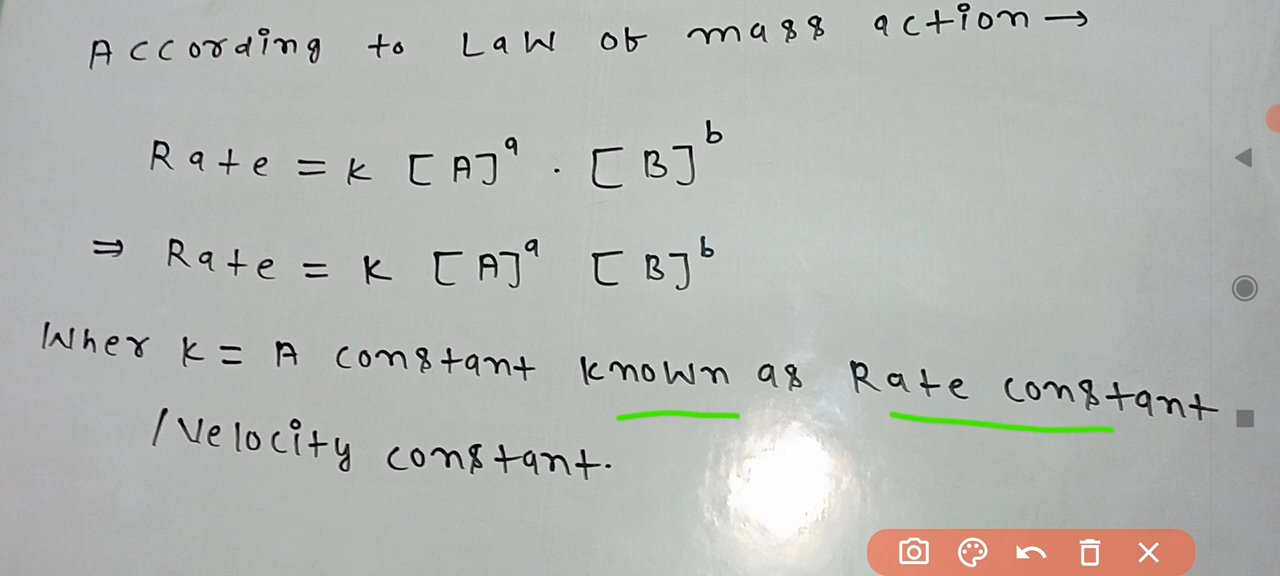 According to Law of mass action →
Rate = K [A]ᵃ . [B]ᵇ
⇒ Rate = K [A]ᵃ [B]ᵇ
Wher K = A constant known as Rate constant
/Velocity constant.